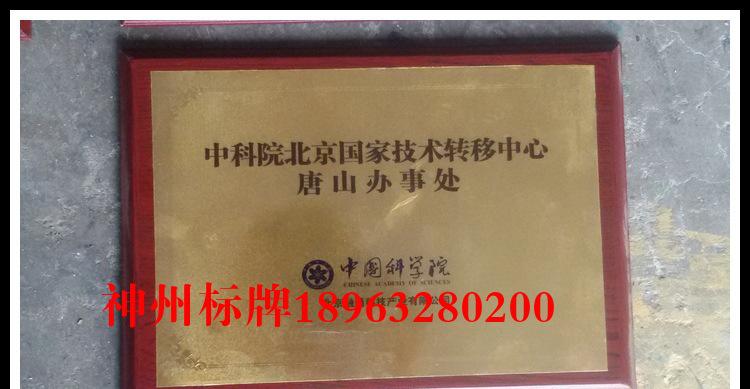 中科院北京国家技术转移中心
唐山办事处
中国科学院
CHINESE ACADEMY OF SCIENCES
神州标牌18963280200